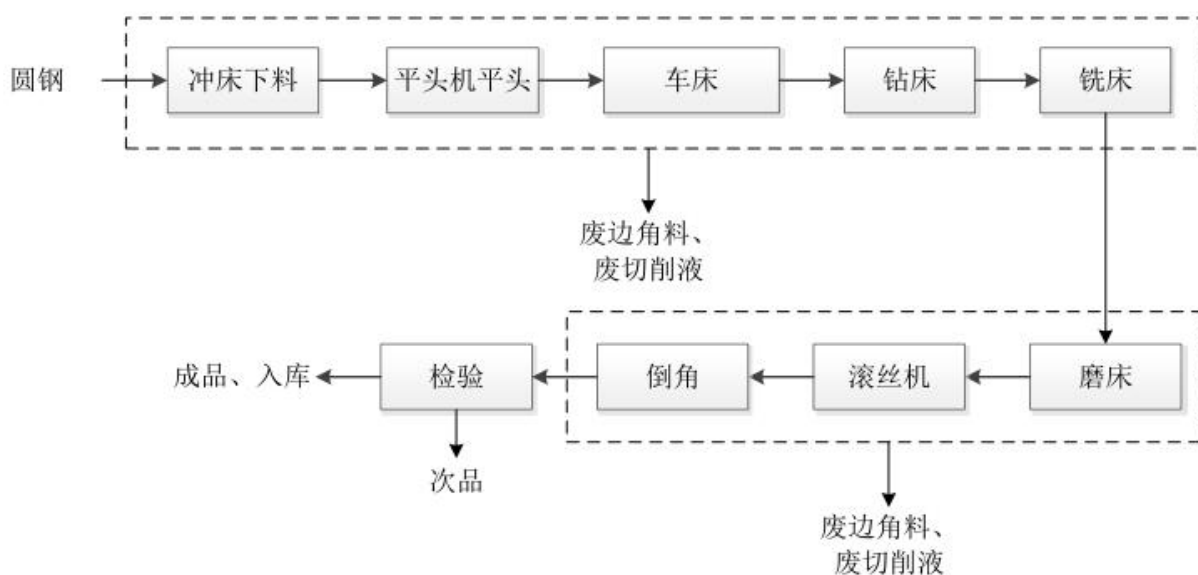 圆钢
冲床下料
平头机平头
车床
钻床
铣床
废边角料、
废切削液
成品、入库
检验
倒角
滚丝机
磨床
次品
废边角料、
废切削液